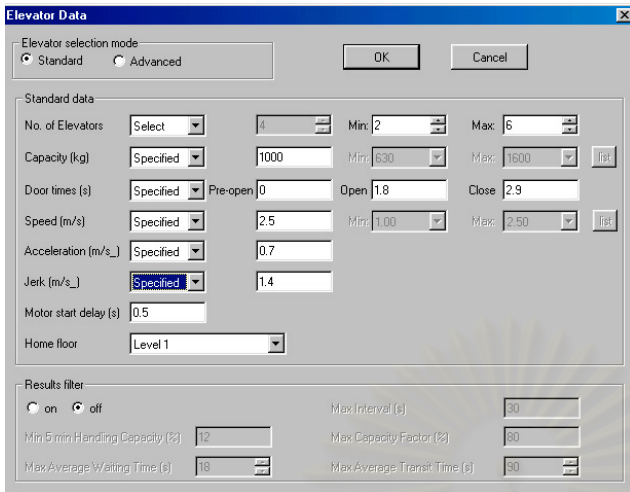 Elevator Data
Elevator selection mode
Standard Advanced
OK Cancel
Standard data
No. of Elevators Select 4 Min: 2 Max: 6
Capacity (kg) Specified 1000 Min: 630 Max: 1600 list
Door times (s) Specified Pre-open 0 Open 1.8 Close 2.9
Speed (m/s) Specified 2.5 Min: 1.00 Max: 2.50 list
Acceleration (m/s_) Specified 0.7
Jerk (m/s_) Specified 1.4
Motor start delay (s) 0.5
Home floor Level 1
Results filter
on off Max Interval (s) 30
Min 5 min Handling Capacity (%) 12 Max Capacity Factor (%) 80
Max Average Waiting Time (s) 18 Max Average Transit Time (s) 90